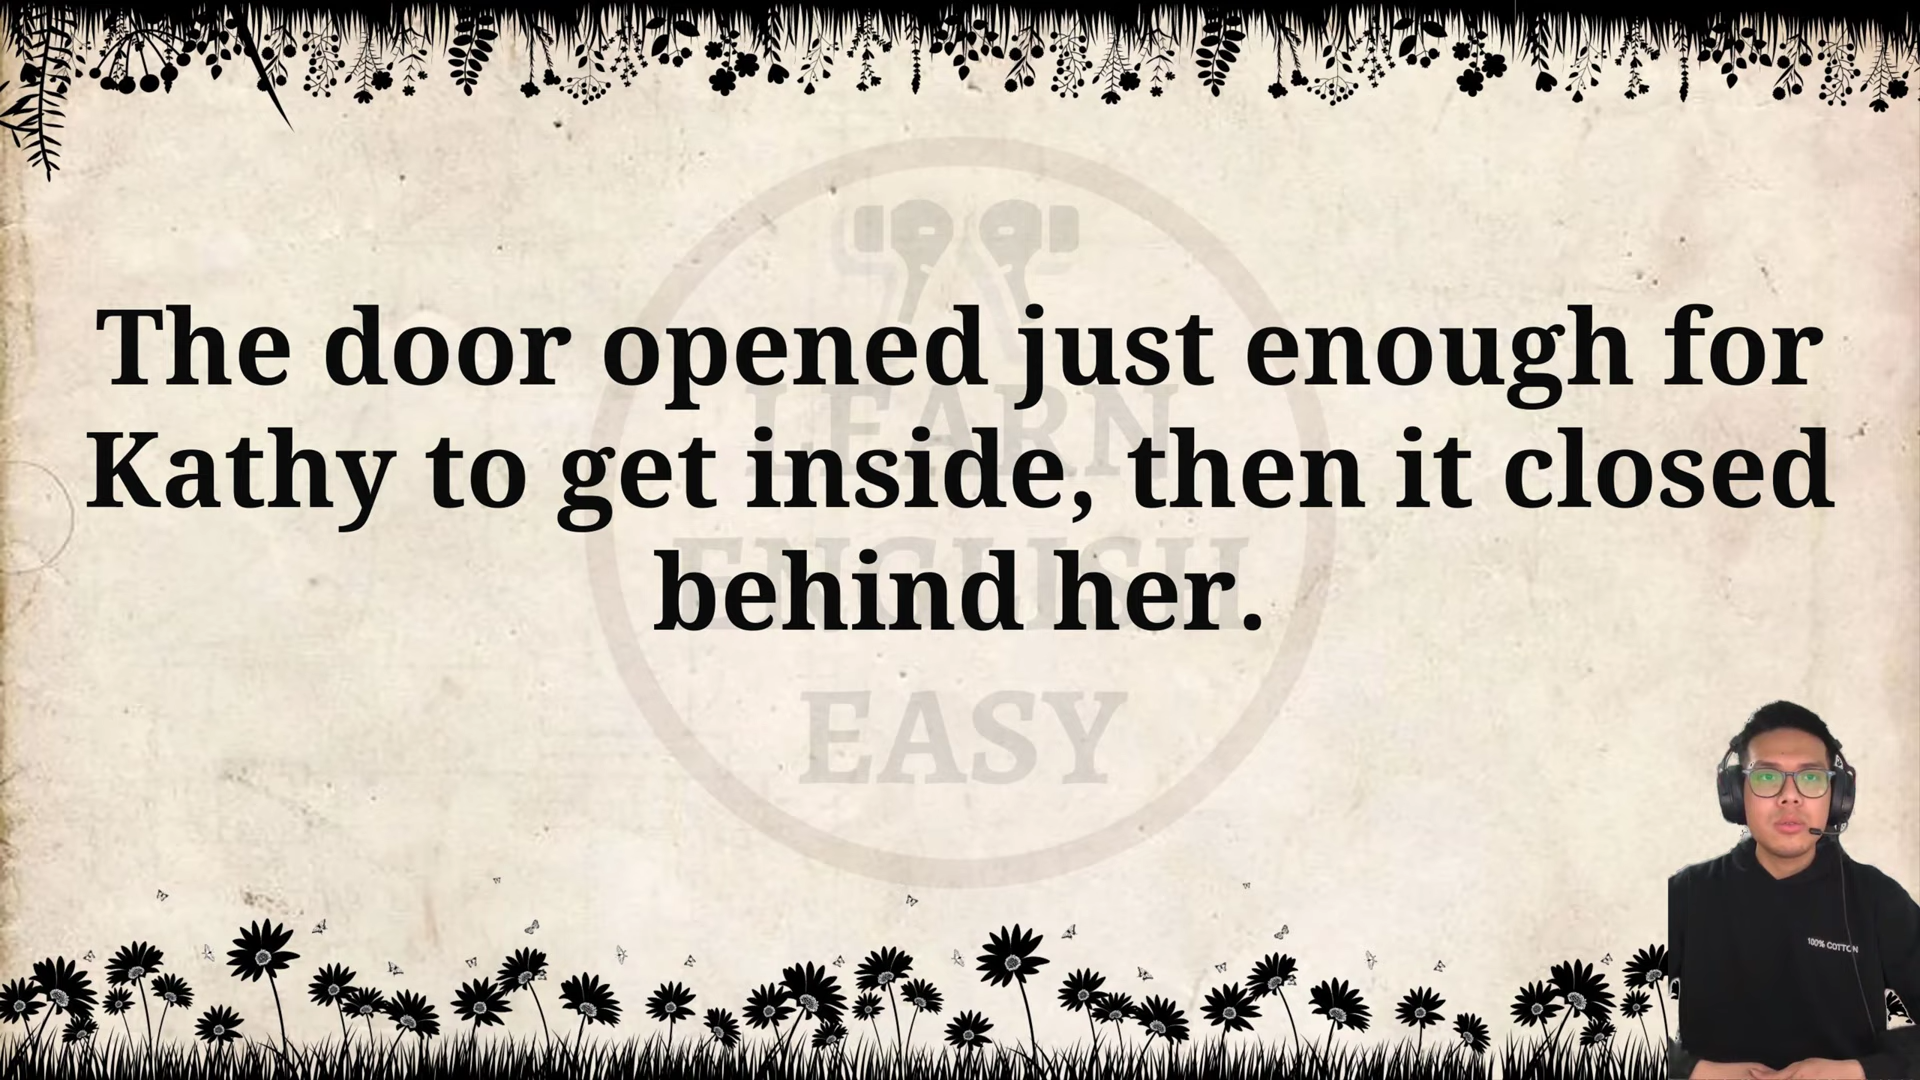 The door opened just enough for
Kathy to get inside, then it closed
behind her.
LEARN
ENGLISH
EASY
100% COTTON